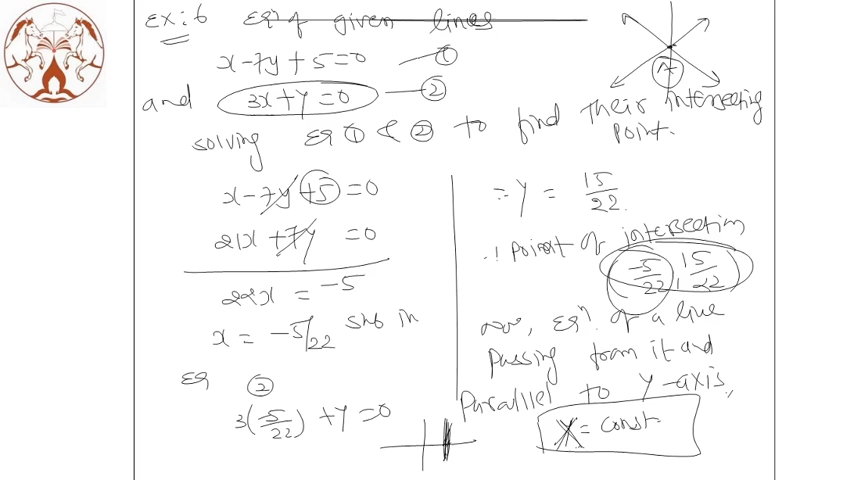 Ex:6 Eqⁿ of given lines
x-7y+5=0 —①
and 3x+y=0 —②
solving Eq ① & ② to find Their intersecting point.
x-7y+5=0
21x+7y =0
22x = -5
x = -5/22 sub in
Eq ②
3(-5/22) + y = 0
∴ y = 15/22
∴ point of intersection
(-5/22, 15/22)
Now, Eqⁿ. of a line
passing from it and
parallel to Y-axis,
X = const.
A